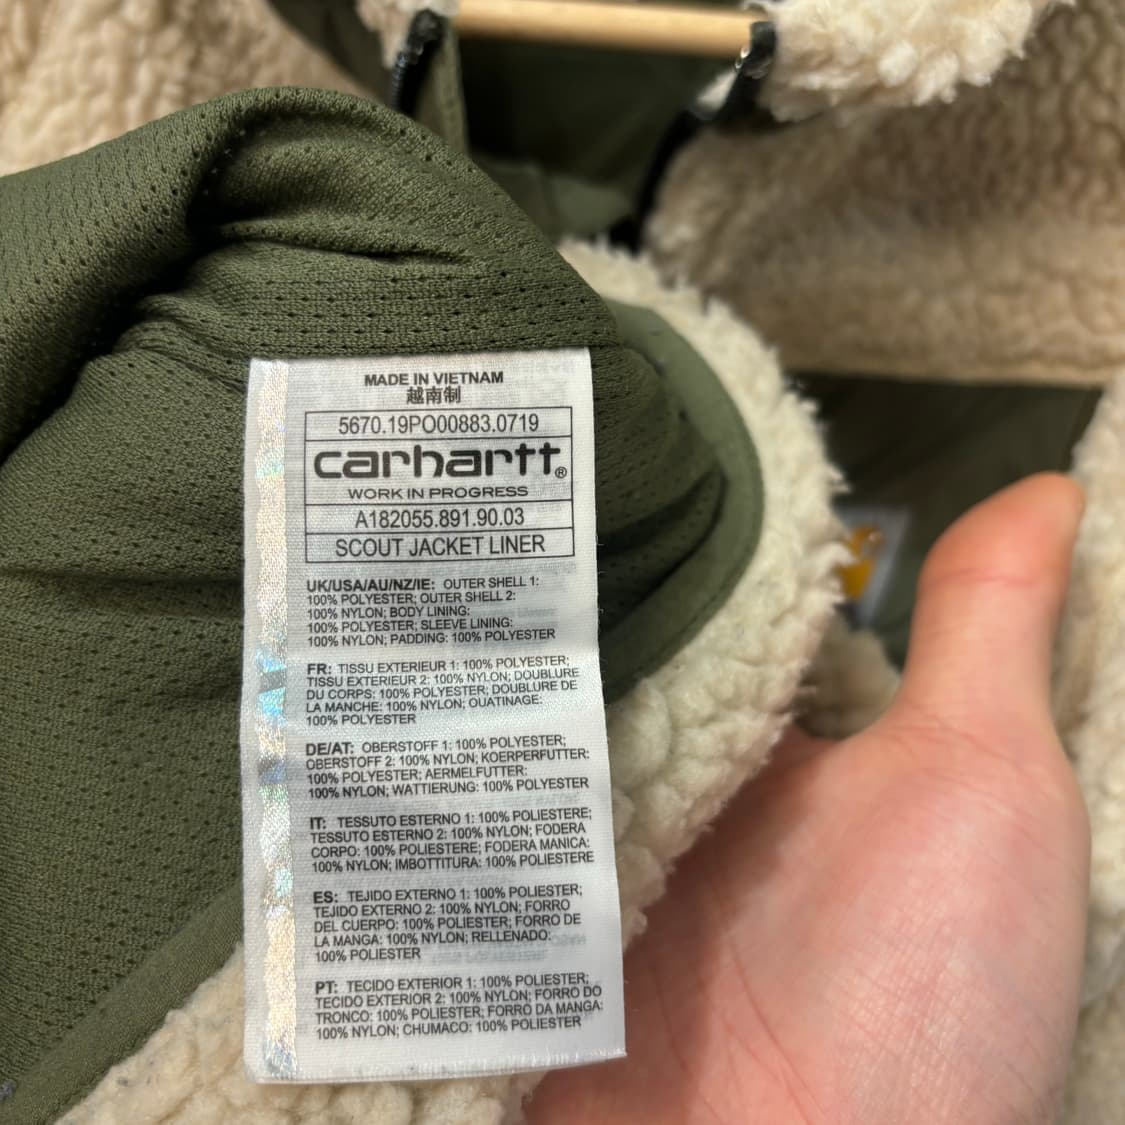 MADE IN VIETNAM
越南制
5670.19PO00883.0719
carhartt®
WORK IN PROGRESS
A182055.891.90.03
SCOUT JACKET LINER
UK/USA/AU/NZ/IE: OUTER SHELL 1:
100% POLYESTER; OUTER SHELL 2:
100% NYLON; BODY LINING:
100% POLYESTER; SLEEVE LINING:
100% NYLON; PADDING: 100% POLYESTER
FR: TISSU EXTERIEUR 1: 100% POLYESTER;
TISSU EXTERIEUR 2: 100% NYLON; DOUBLURE
DU CORPS: 100% POLYESTER; DOUBLURE DE
LA MANCHE: 100% NYLON; OUATINAGE:
100% POLYESTER
DE/AT: OBERSTOFF 1: 100% POLYESTER;
OBERSTOFF 2: 100% NYLON; KOERPERFUTTER:
100% POLYESTER; AERMELFUTTER:
100% NYLON; WATTIERUNG: 100% POLYESTER
IT: TESSUTO ESTERNO 1: 100% POLIESTERE;
TESSUTO ESTERNO 2: 100% NYLON; FODERA
CORPO: 100% POLIESTERE; FODERA MANICA:
100% NYLON; IMBOTTITURA: 100% POLIESTERE
ES: TEJIDO EXTERNO 1: 100% POLIESTER;
TEJIDO EXTERNO 2: 100% NYLON; FORRO
DEL CUERPO: 100% POLIESTER; FORRO DE
LA MANGA: 100% NYLON; RELLENADO:
100% POLIESTER
PT: TECIDO EXTERIOR 1: 100% POLIESTER;
TECIDO EXTERIOR 2: 100% NYLON; FORRO DO
TRONCO: 100% POLIESTER; FORRO DA MANGA:
100% NYLON; CHUMACO: 100% POLIESTER